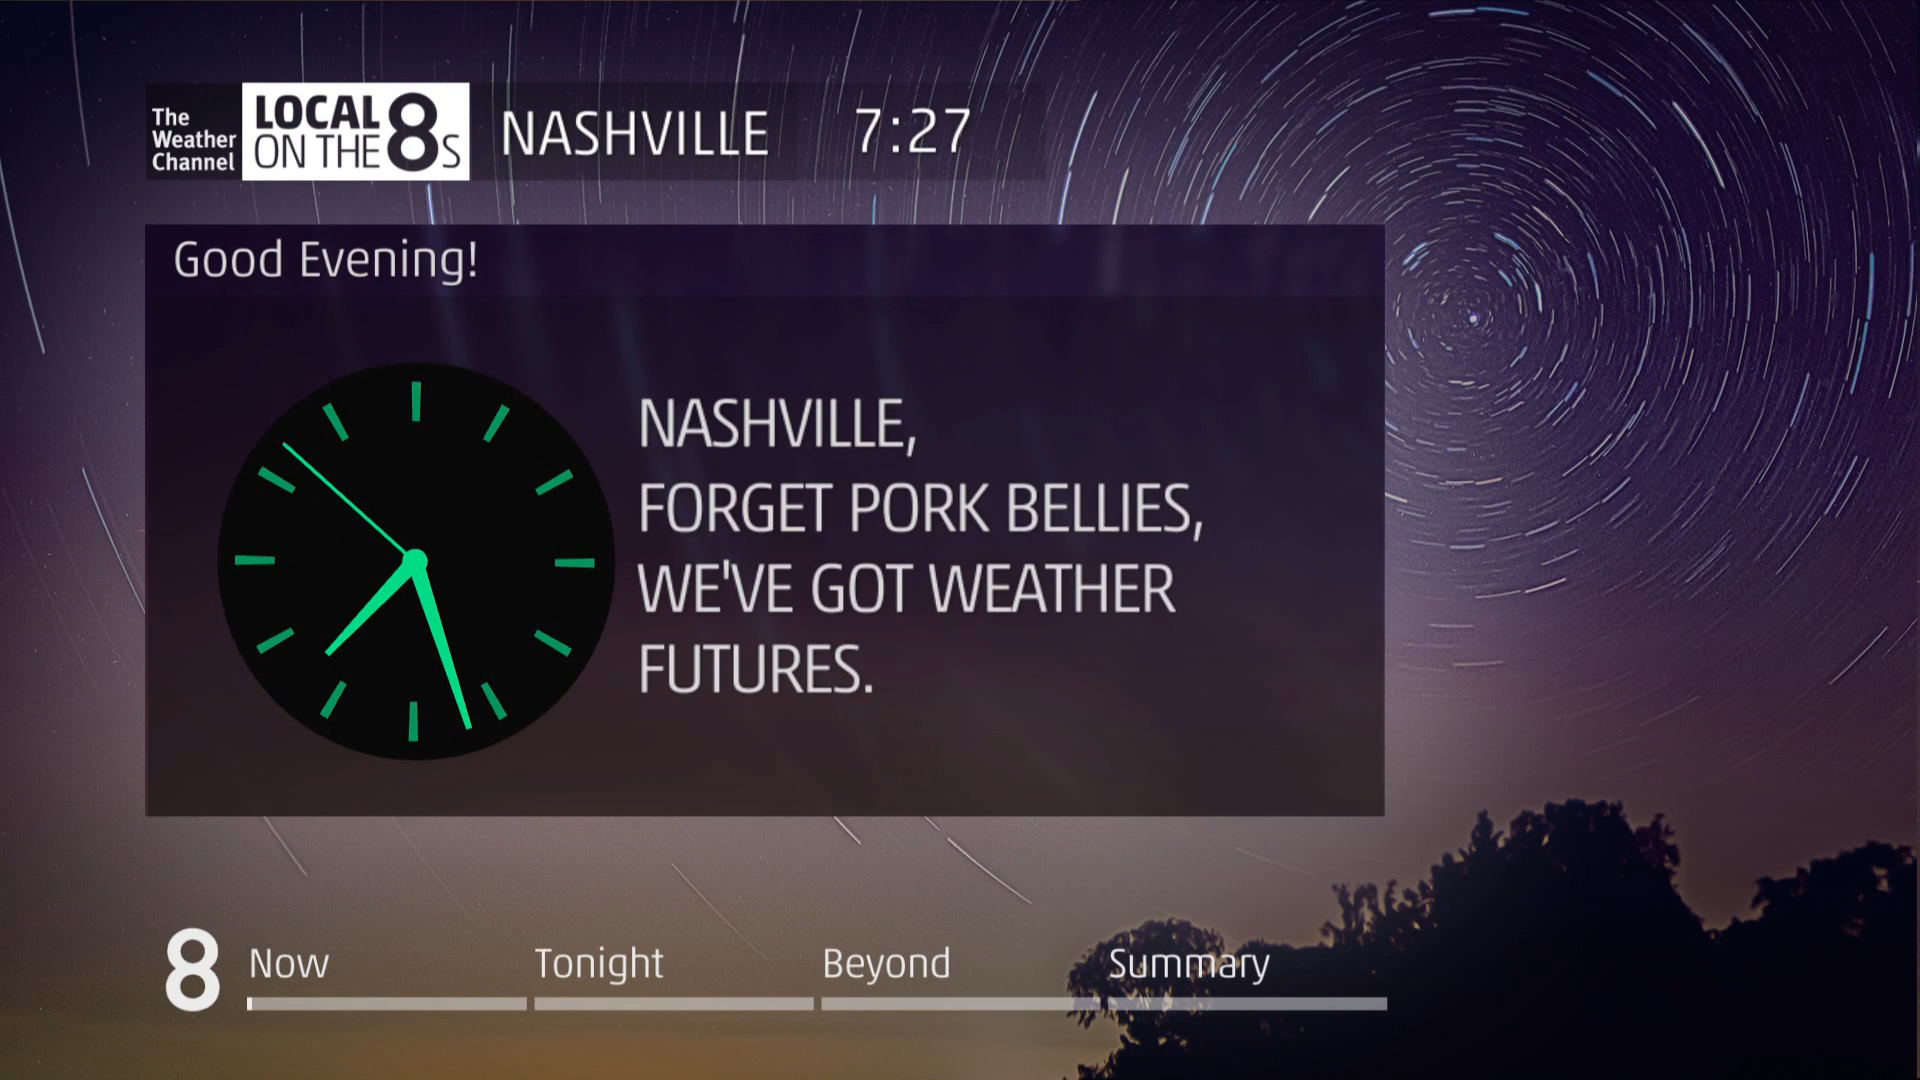 The
Weather
Channel
LOCAL
ON THE 8s
NASHVILLE
7:27
Good Evening!
NASHVILLE,
FORGET PORK BELLIES,
WE'VE GOT WEATHER
FUTURES.
8
Now
Tonight
Beyond
Summary